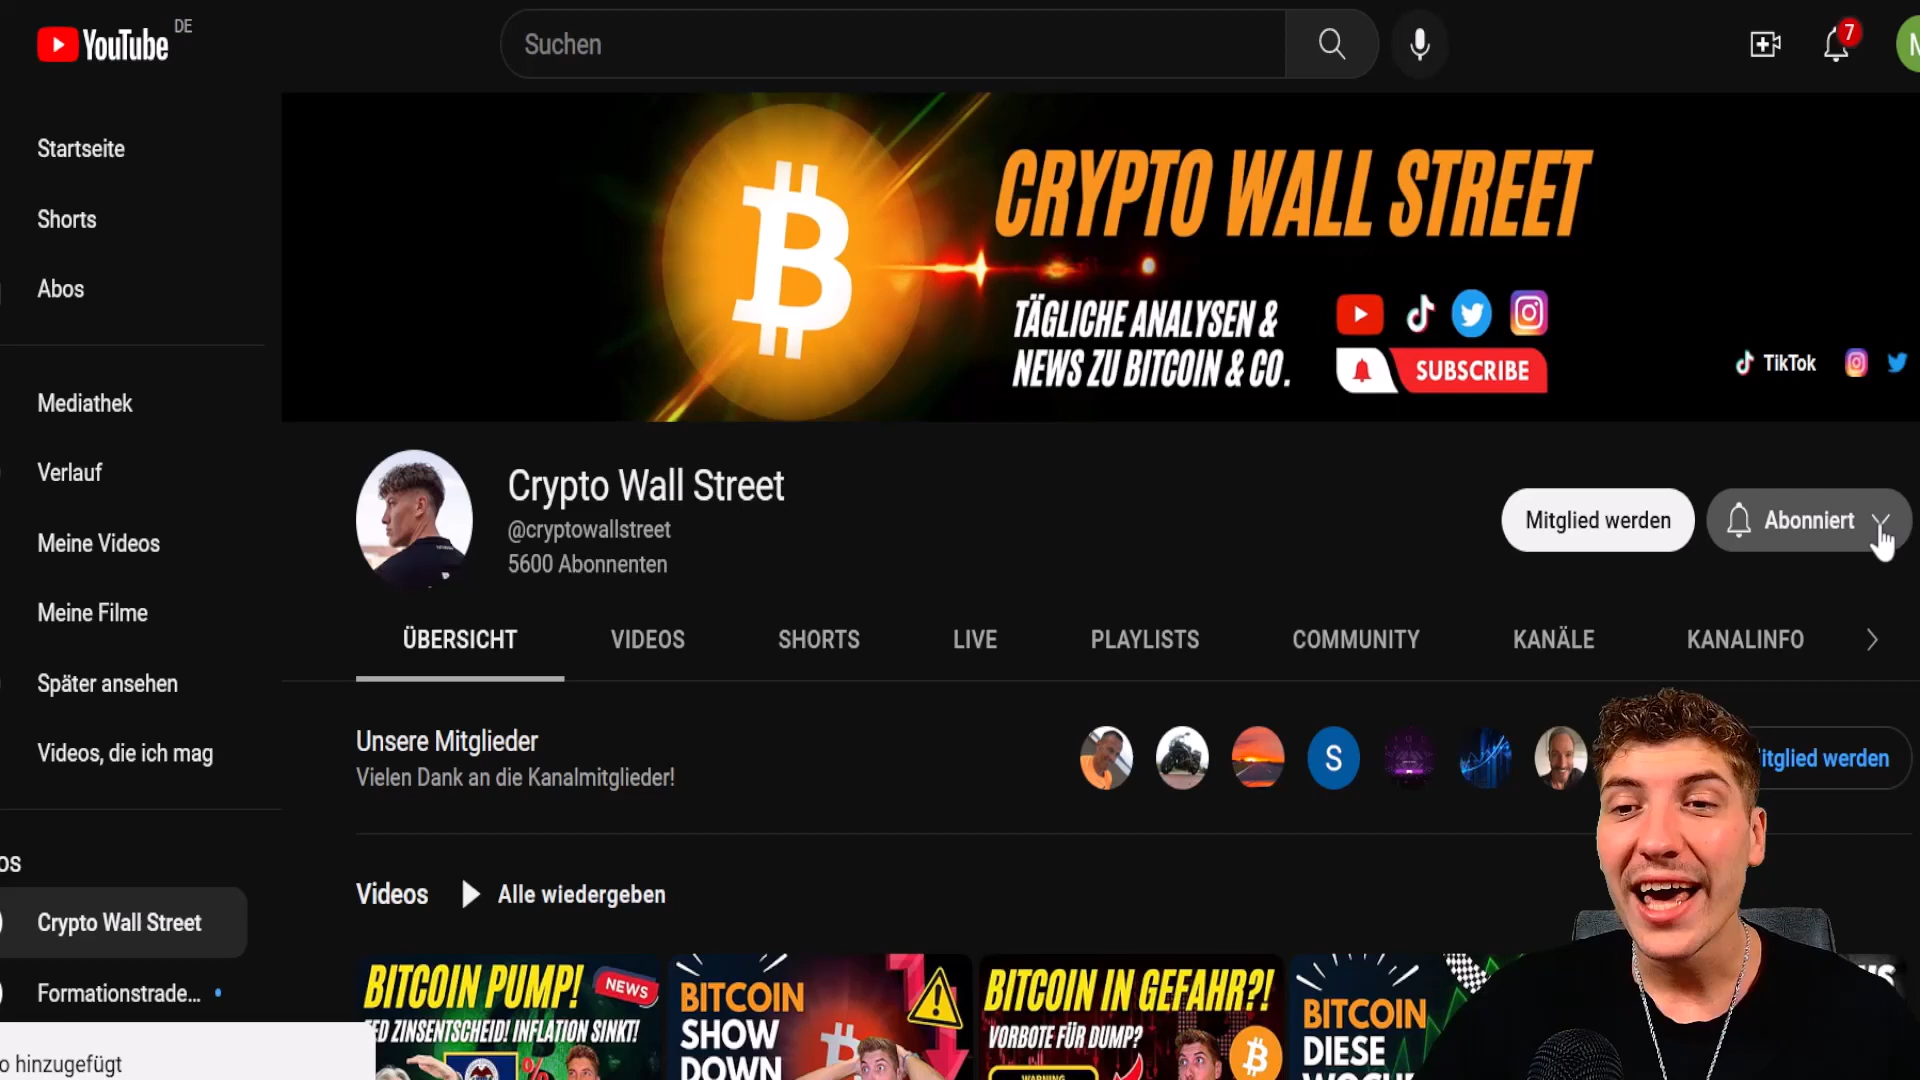 YouTube DE
Suchen
7
Startseite
Shorts
Abos
Mediathek
Verlauf
Meine Videos
Meine Filme
Später ansehen
Videos, die ich mag
os
Crypto Wall Street
Formationstrade...
o hinzugefügt
CRYPTO WALL STREET
TÄGLICHE ANALYSEN &
NEWS ZU BITCOIN & CO.
SUBSCRIBE
TikTok
Crypto Wall Street
@cryptowallstreet
5600 Abonnenten
Mitglied werden
Abonniert
ÜBERSICHT
VIDEOS
SHORTS
LIVE
PLAYLISTS
COMMUNITY
KANÄLE
KANALINFO
Unsere Mitglieder
Vielen Dank an die Kanalmitglieder!
S
itglied werden
Videos
Alle wiedergeben
BITCOIN PUMP!
NEWS
ED ZINSENTSCHEID! INFLATION SINKT!
%
BITCOIN
SHOW
DOWN
BITCOIN IN GEFAHR?!
VORBOTE FÜR DUMP?
WARNING
BITCOIN
DIESE
WOCHE